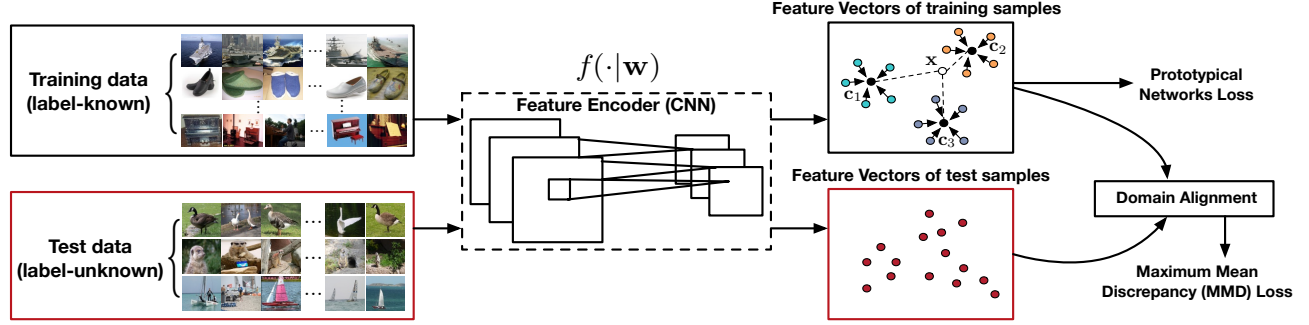 Feature Vectors of training samples
Training data
(label-known)
f(·|w)
Feature Encoder (CNN)
x
c₁
c₂
c₃
Prototypical
Networks Loss
Test data
(label-unknown)
Feature Vectors of test samples
Domain Alignment
Maximum Mean
Discrepancy (MMD) Loss